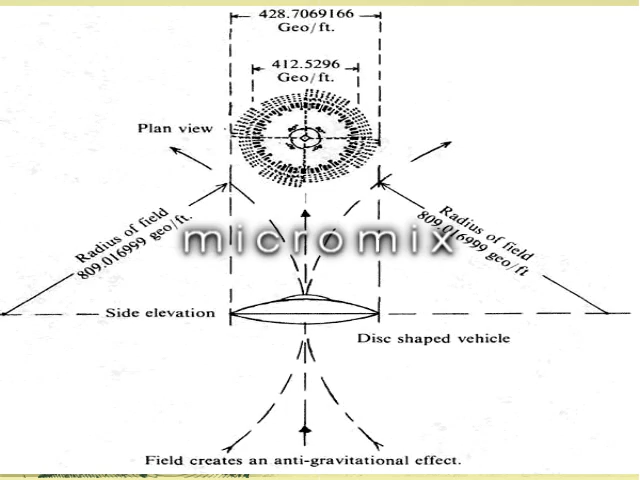 428.7069166
Geo/ft.
412.5296
Geo/ft.
Plan view
Radius of field
809.016999 geo/ft.
Radius of field
809.016999 geo/ft
micromix
Side elevation
Disc shaped vehicle
Field creates an anti-gravitational effect.